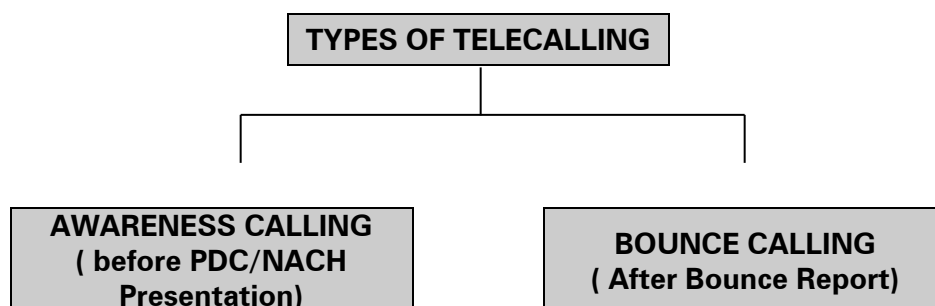 TYPES OF TELECALLING
AWARENESS CALLING
( before PDC/NACH
Presentation)
BOUNCE CALLING
( After Bounce Report)